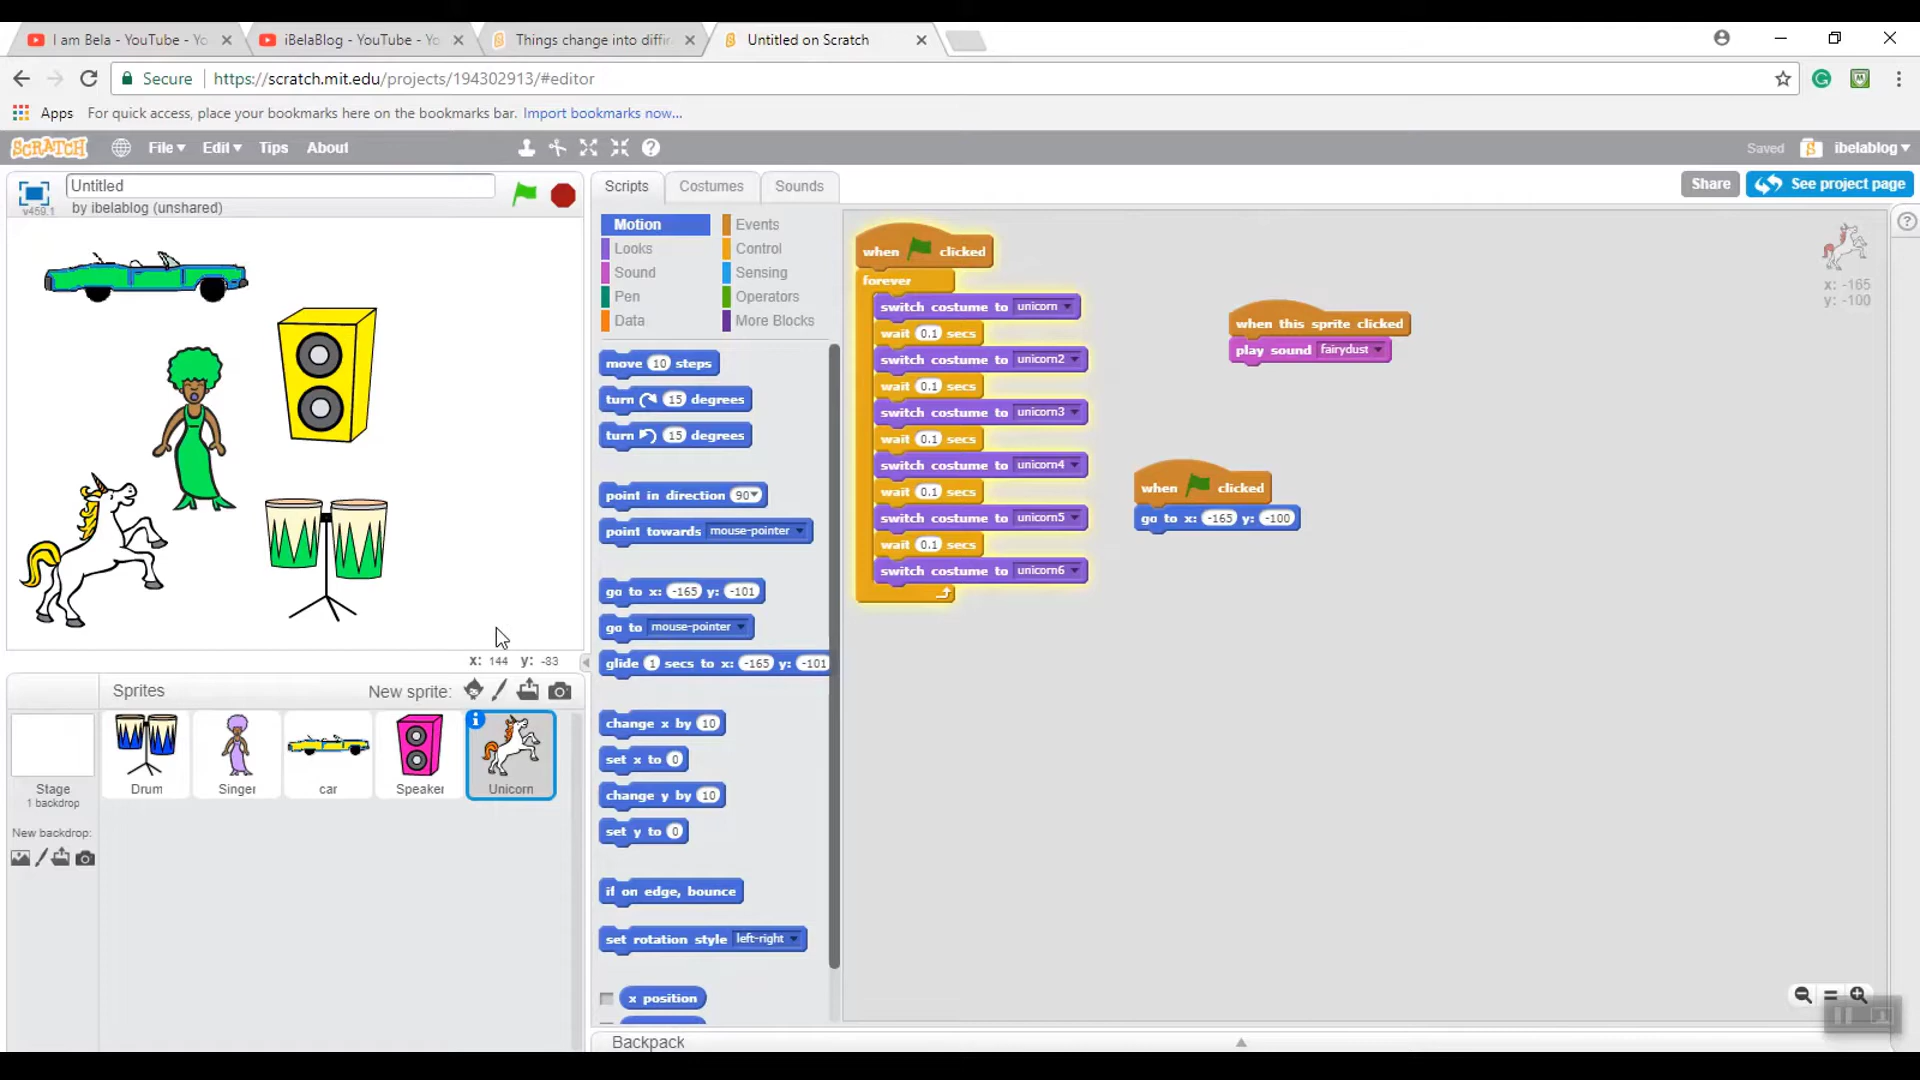 I am Bela - YouTube - Yo
iBelaBlog - YouTube - Yo
Things change into diffir
Untitled on Scratch
Secure
https://scratch.mit.edu/projects/194302913/#editor
Apps
For quick access, place your bookmarks here on the bookmarks bar. Import bookmarks now...
SCRATCH
File
Edit
Tips
About
Saved
ibelablog
Untitled
by ibelablog (unshared)
v459.1
Scripts
Costumes
Sounds
Share
See project page
Motion
Looks
Sound
Pen
Data
Events
Control
Sensing
Operators
More Blocks
move 10 steps
turn 15 degrees
turn 15 degrees
point in direction 90
point towards mouse-pointer
go to x: -165 y: -101
go to mouse-pointer
glide 1 secs to x: -165 y: -101
change x by 10
set x to 0
change y by 10
set y to 0
if on edge, bounce
set rotation style left-right
x position
when clicked
forever
switch costume to unicorn
wait 0.1 secs
switch costume to unicorn2
wait 0.1 secs
switch costume to unicorn3
wait 0.1 secs
switch costume to unicorn4
wait 0.1 secs
switch costume to unicorn5
wait 0.1 secs
switch costume to unicorn6
when this sprite clicked
play sound fairydust
when clicked
go to x: -165 y: -100
x: -165
y: -100
x: 144 y: -83
Sprites
New sprite:
Stage
1 backdrop
New backdrop:
Drum
Singer
car
Speaker
Unicorn
Backpack